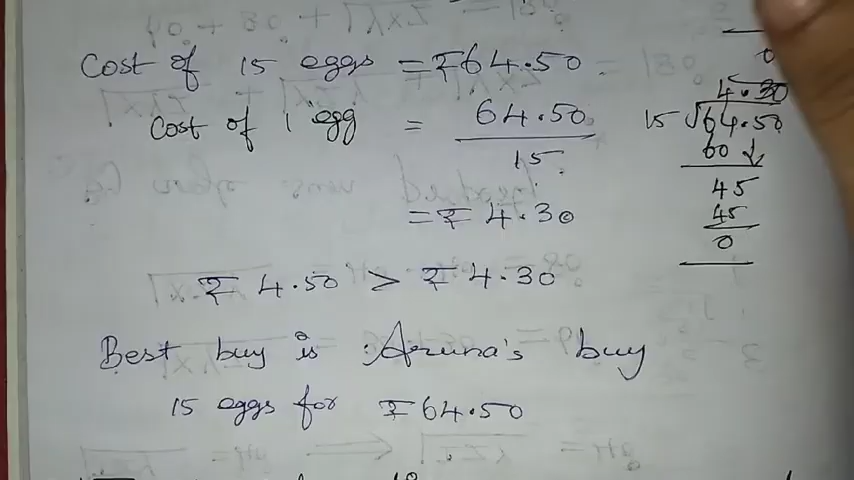 Cost of 15 eggs = ₹64.50
Cost of 1 egg = 64.50
15
= ₹ 4.30
₹ 4.50 > ₹ 4.30
Best buy is : Aruna's buy
15 eggs for ₹64.50
0
4.30
15 √64.50
60 ↓
45
45
0